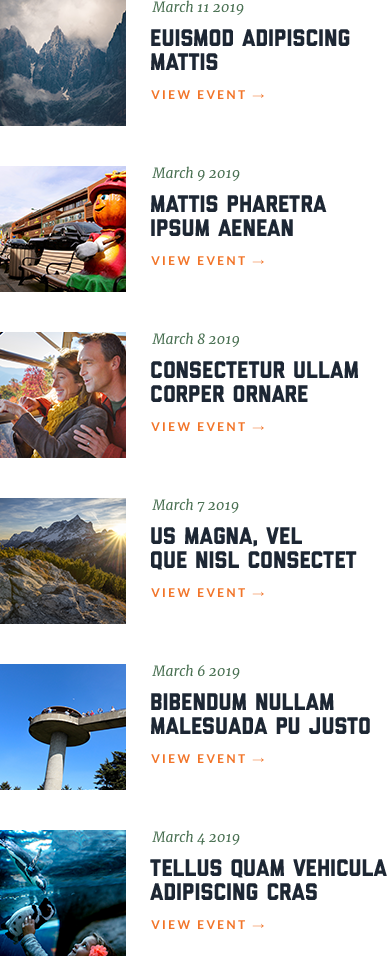 March 11 2019
EUISMOD ADIPISCING
MATTIS
VIEW EVENT →
March 9 2019
MATTIS PHARETRA
IPSUM AENEAN
VIEW EVENT →
March 8 2019
CONSECTETUR ULLAM
CORPER ORNARE
VIEW EVENT →
March 7 2019
US MAGNA, VEL
QUE NISL CONSECTET
VIEW EVENT →
March 6 2019
BIBENDUM NULLAM
MALESUADA PU JUSTO
VIEW EVENT →
March 4 2019
TELLUS QUAM VEHICULA
ADIPISCING CRAS
VIEW EVENT →